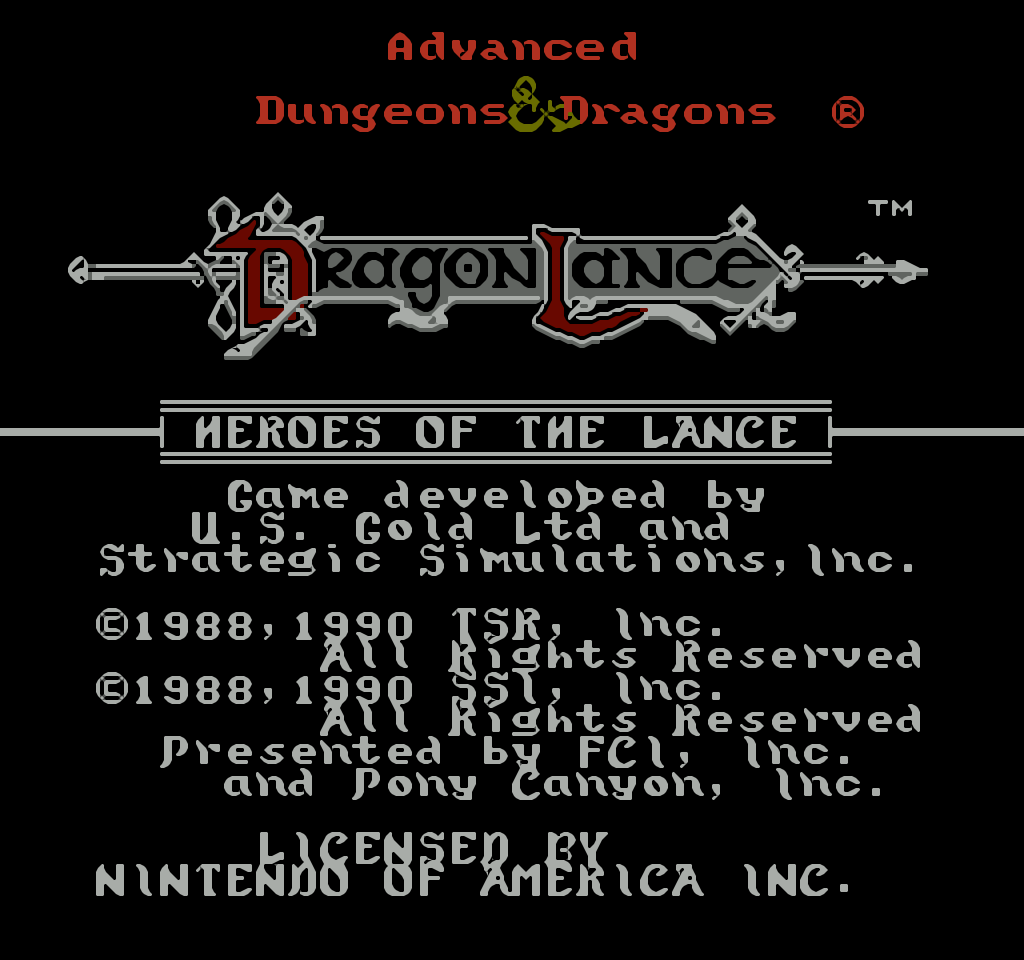 Advanced
Dungeons & Dragons ®
DragonLance ™
HEROES OF THE LANCE
Game developed by
U.S. Gold Ltd and
Strategic Simulations, Inc.
©1988, 1990 TSR, Inc.
All Rights Reserved
©1988, 1990 SSI, Inc.
All Rights Reserved
Presented by FCI, Inc.
and Pony Canyon, Inc.
LICENSED BY
NINTENDO OF AMERICA INC.